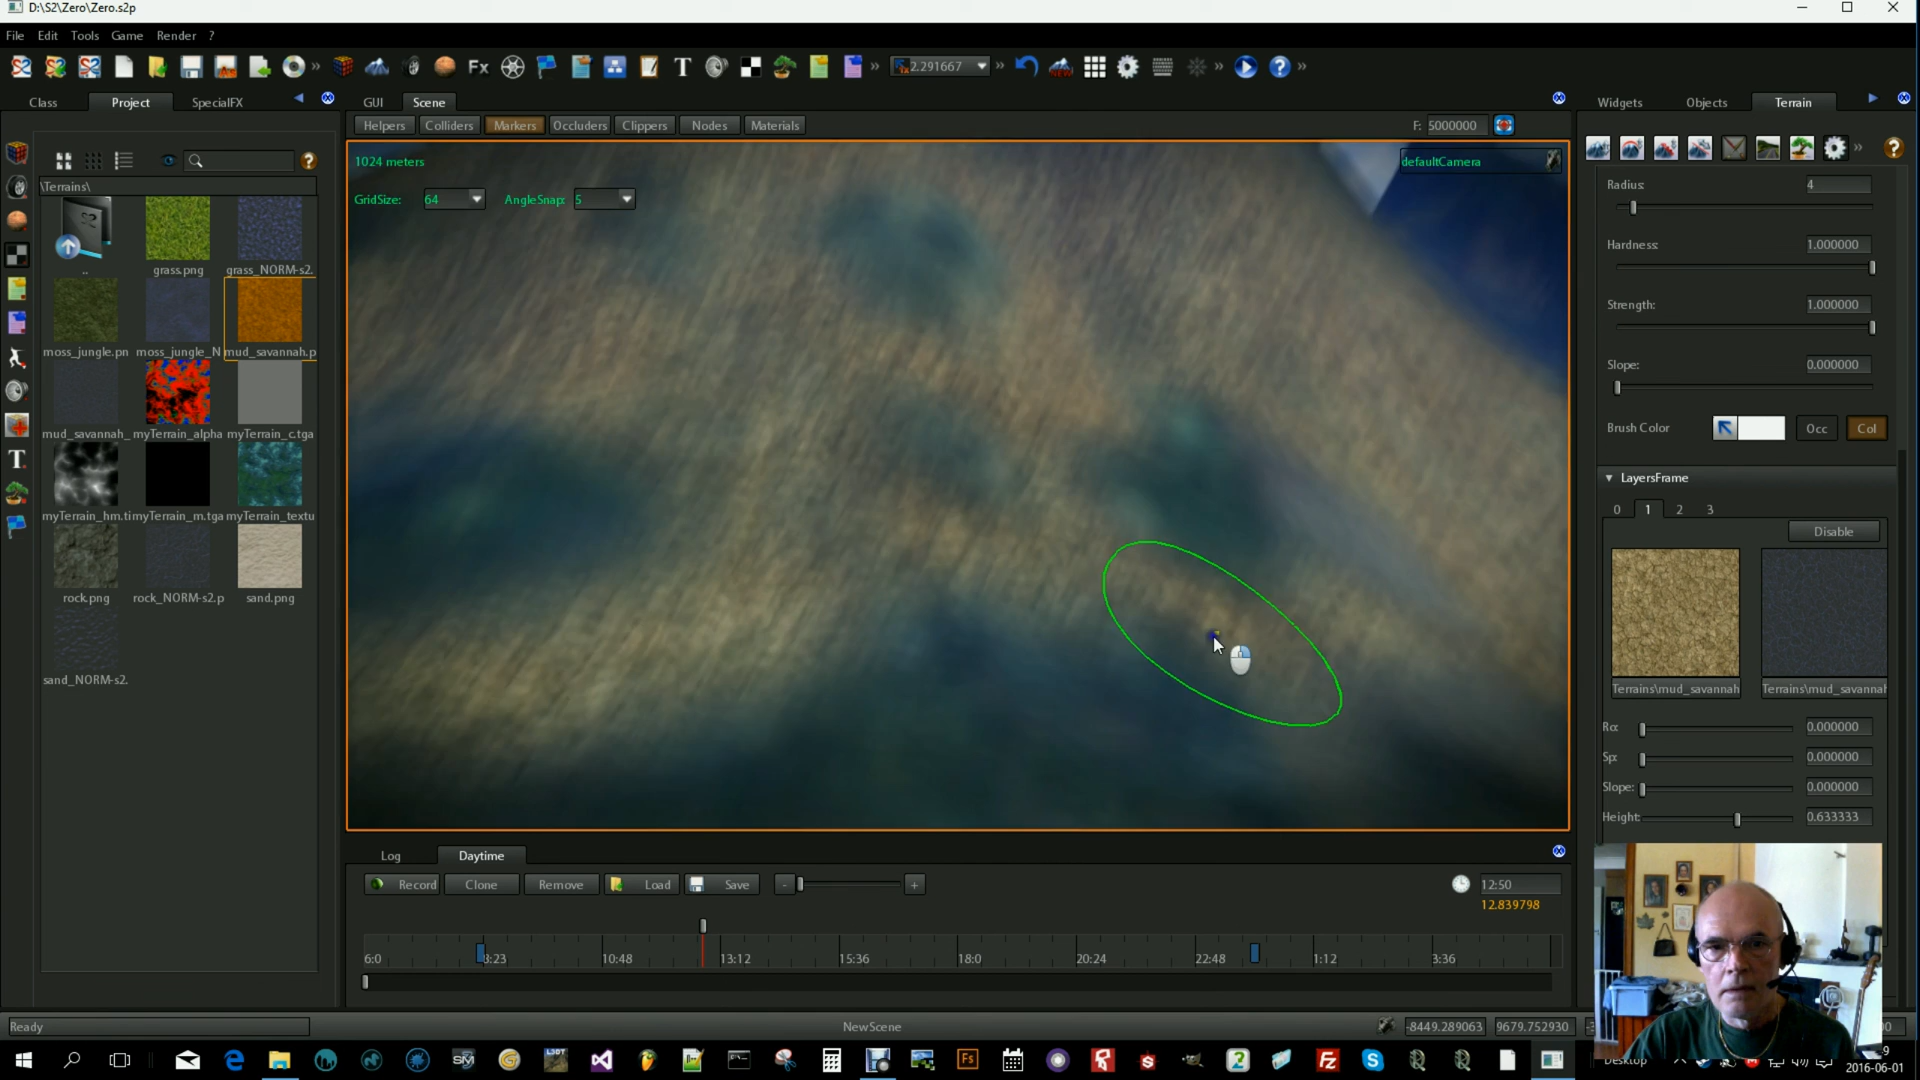 D:\S2\Zero\Zero.s2p
File Edit Tools Game Render ?
Fx T 2.291667
Class Project SpecialFX GUI Scene Widgets Objects Terrain
Helpers Colliders Markers Occluders Clippers Nodes Materials F: 5000000
\Terrains\
1024 meters defaultCamera
GridSize: 64 AngleSnap: 5
Radius: 4
Hardness: 1.000000
Strength: 1.000000
Slope: 0.000000
Brush Color Occ Col
LayersFrame
0 1 2 3
Disable
Terrains\mud_savannah Terrains\mud_savannah
Ro: 0.000000
Sp: 0.000000
Slope: 0.000000
Height: 0.633333
.. grass.png grass_NORM-s2.
moss_jungle.pn moss_jungle_N mud_savannah.p
mud_savannah_ myTerrain_alpha myTerrain_c.tga
myTerrain_hm.ti myTerrain_m.tga myTerrain_textu
rock.png rock_NORM-s2.p sand.png
sand_NORM-s2.
Log Daytime
Record Clone Remove Load Save - + 12:50
12.839798
6:0 8:23 10:48 13:12 15:36 18:0 20:24 22:48 1:12 3:36
Ready NewScene -8449.289063 9679.752930
Desktop
2016-06-01